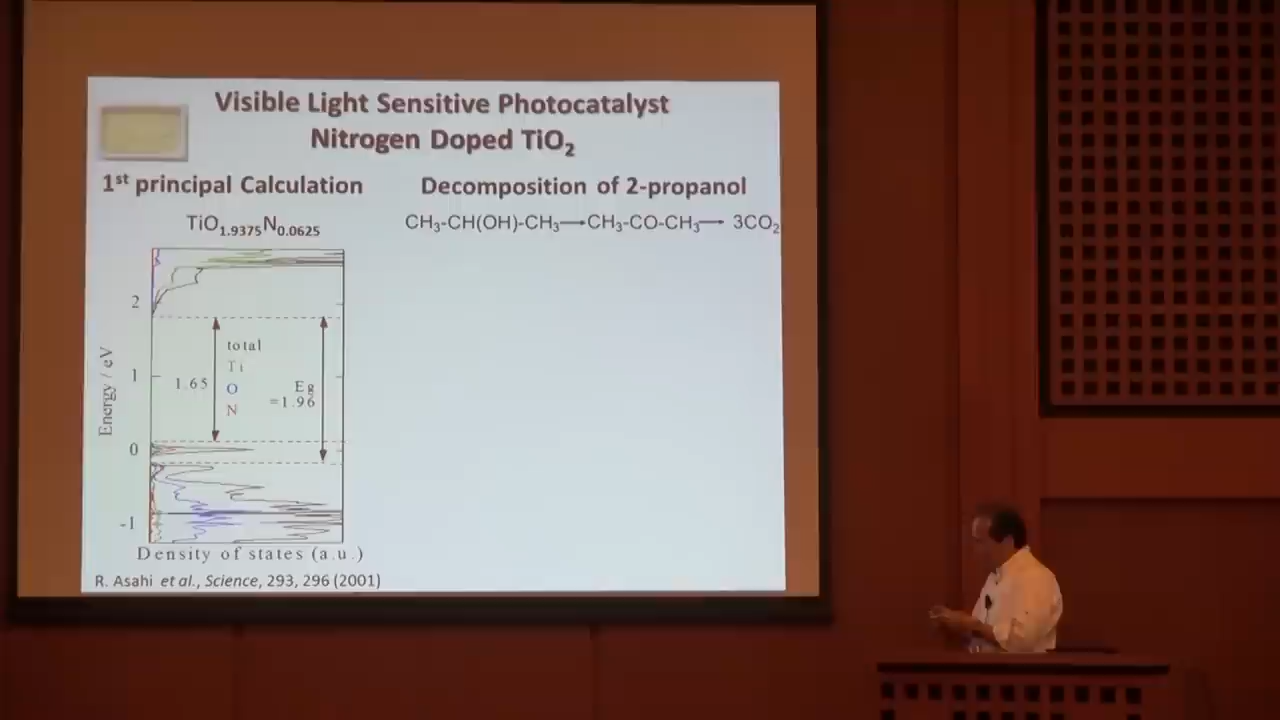 Visible Light Sensitive Photocatalyst
Nitrogen Doped TiO₂
1st principal Calculation
TiO₁.₉₃₇₅N₀.₀₆₂₅
2
1
0
-1
Energy / eV
total
Ti
O
N
1.65
Eg
=1.96
Density of states (a.u.)
R. Asahi et al., Science, 293, 296 (2001)
Decomposition of 2-propanol
CH₃-CH(OH)-CH₃→CH₃-CO-CH₃→ 3CO₂